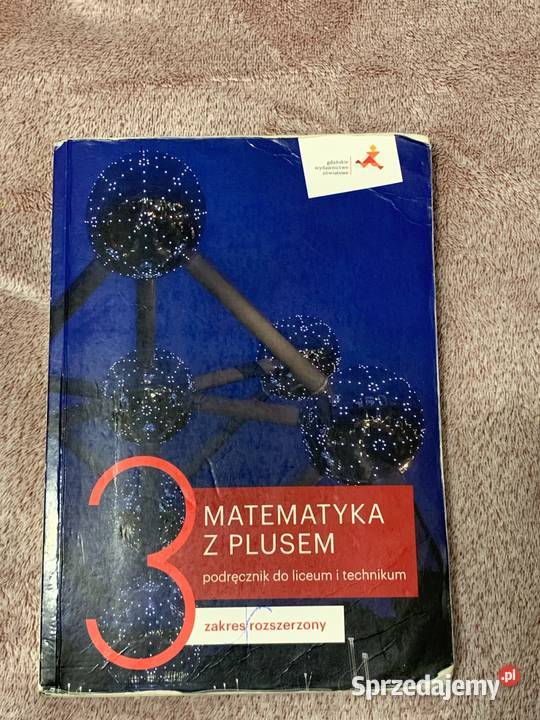 gdańskie
wydawnictwo
oświatowe
3
MATEMATYKA
Z PLUSEM
podręcznik do liceum i technikum
zakres rozszerzony
Sprzedajemy.pl